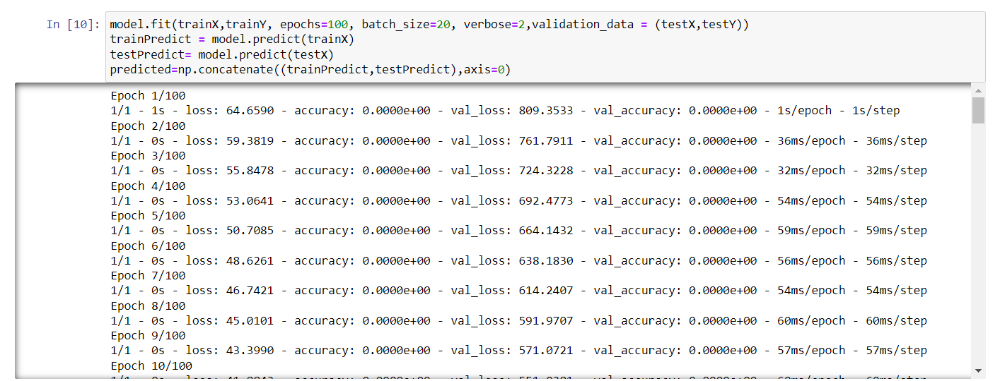 In [10]: model.fit(trainX,trainY, epochs=100, batch_size=20, verbose=2,validation_data = (testX,testY))
trainPredict = model.predict(trainX)
testPredict= model.predict(testX)
predicted=np.concatenate((trainPredict,testPredict),axis=0)
Epoch 1/100
1/1 - 1s - loss: 64.6590 - accuracy: 0.0000e+00 - val_loss: 809.3533 - val_accuracy: 0.0000e+00 - 1s/epoch - 1s/step
Epoch 2/100
1/1 - 0s - loss: 59.3819 - accuracy: 0.0000e+00 - val_loss: 761.7911 - val_accuracy: 0.0000e+00 - 36ms/epoch - 36ms/step
Epoch 3/100
1/1 - 0s - loss: 55.8478 - accuracy: 0.0000e+00 - val_loss: 724.3228 - val_accuracy: 0.0000e+00 - 32ms/epoch - 32ms/step
Epoch 4/100
1/1 - 0s - loss: 53.0641 - accuracy: 0.0000e+00 - val_loss: 692.4773 - val_accuracy: 0.0000e+00 - 54ms/epoch - 54ms/step
Epoch 5/100
1/1 - 0s - loss: 50.7085 - accuracy: 0.0000e+00 - val_loss: 664.1432 - val_accuracy: 0.0000e+00 - 59ms/epoch - 59ms/step
Epoch 6/100
1/1 - 0s - loss: 48.6261 - accuracy: 0.0000e+00 - val_loss: 638.1830 - val_accuracy: 0.0000e+00 - 56ms/epoch - 56ms/step
Epoch 7/100
1/1 - 0s - loss: 46.7421 - accuracy: 0.0000e+00 - val_loss: 614.2407 - val_accuracy: 0.0000e+00 - 54ms/epoch - 54ms/step
Epoch 8/100
1/1 - 0s - loss: 45.0101 - accuracy: 0.0000e+00 - val_loss: 591.9707 - val_accuracy: 0.0000e+00 - 60ms/epoch - 60ms/step
Epoch 9/100
1/1 - 0s - loss: 43.3990 - accuracy: 0.0000e+00 - val_loss: 571.0721 - val_accuracy: 0.0000e+00 - 57ms/epoch - 57ms/step
Epoch 10/100